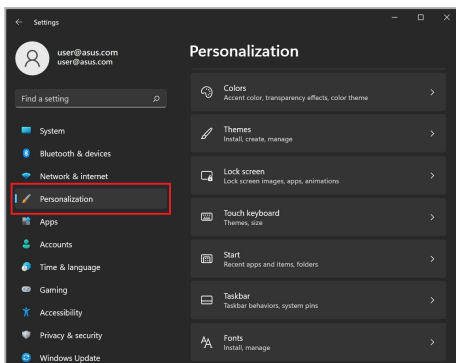 Settings
user@asus.com
user@asus.com
Find a setting
System
Bluetooth & devices
Network & internet
Personalization
Apps
Accounts
Time & language
Gaming
Accessibility
Privacy & security
Windows Update
Personalization
Colors
Accent color, transparency effects, color theme
Themes
Install, create, manage
Lock screen
Lock screen images, apps, animations
Touch keyboard
Themes, size
Start
Recent apps and items, folders
Taskbar
Taskbar behaviors, system pins
Fonts
Install, manage